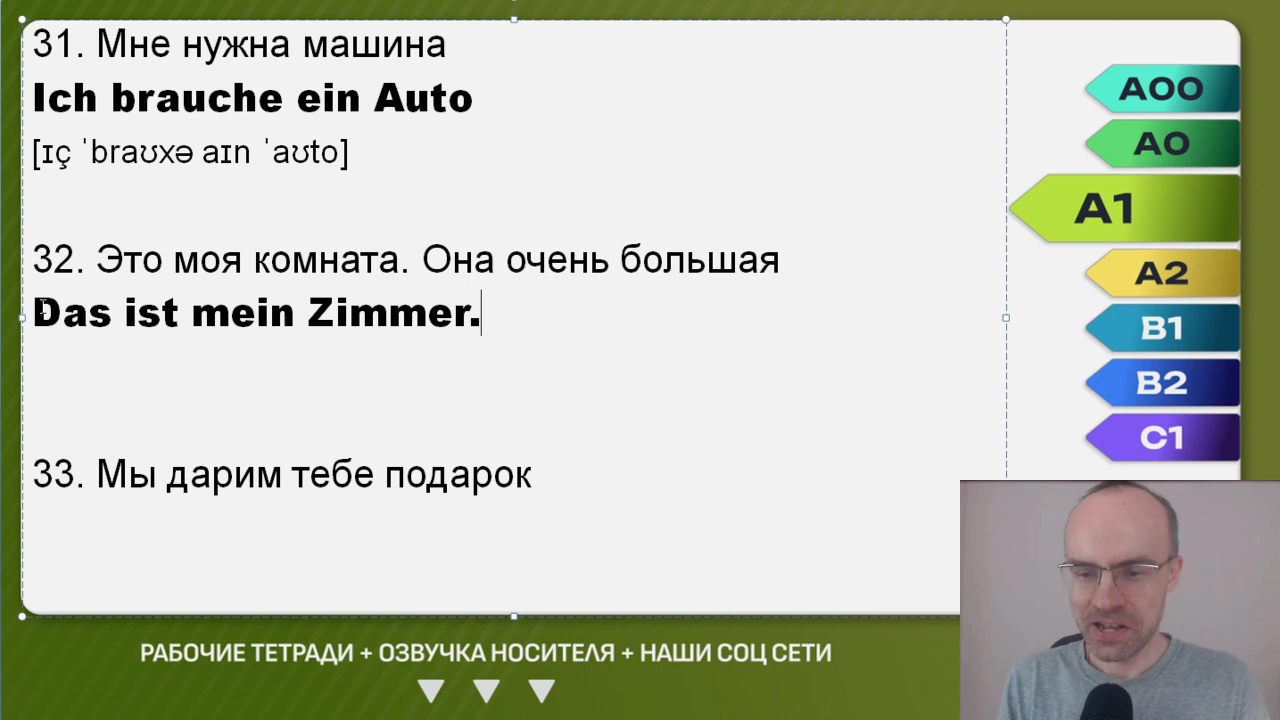 31. Мне нужна машина
Ich brauche ein Auto
[ɪç ˈbraʊxə aɪn ˈaʊto]
32. Это моя комната. Она очень большая
Das ist mein Zimmer.
33. Мы дарим тебе подарок
A00
A0
A1
A2
B1
B2
C1
РАБОЧИЕ ТЕТРАДИ + ОЗВУЧКА НОСИТЕЛЯ + НАШИ СОЦ СЕТИ